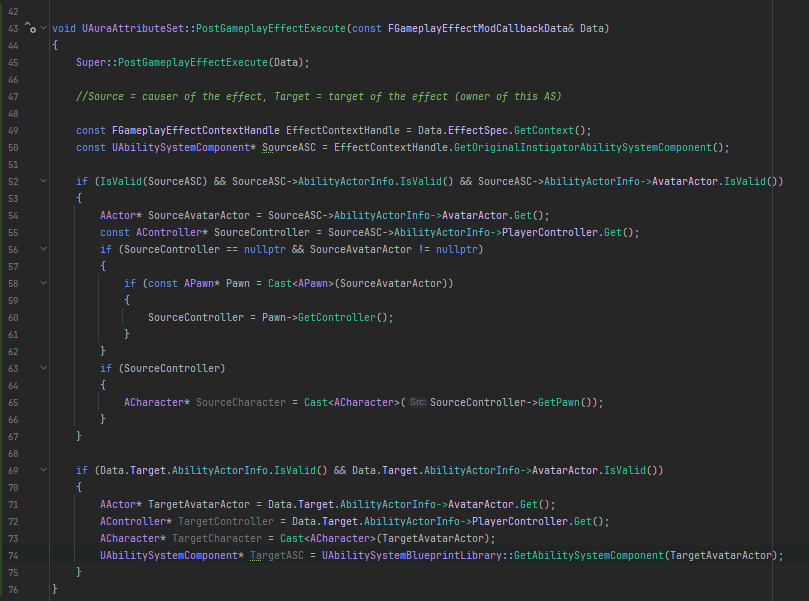 42
43 void UAuraAttributeSet::PostGameplayEffectExecute(const FGameplayEffectModCallbackData& Data)
44 {
45     Super::PostGameplayEffectExecute(Data);
46
47     //Source = causer of the effect, Target = target of the effect (owner of this AS)
48
49     const FGameplayEffectContextHandle EffectContextHandle = Data.EffectSpec.GetContext();
50     const UAbilitySystemComponent* SourceASC = EffectContextHandle.GetOriginalInstigatorAbilitySystemComponent();
51
52     if (IsValid(SourceASC) && SourceASC->AbilityActorInfo.IsValid() && SourceASC->AbilityActorInfo->AvatarActor.IsValid())
53     {
54         AActor* SourceAvatarActor = SourceASC->AbilityActorInfo->AvatarActor.Get();
55         const AController* SourceController = SourceASC->AbilityActorInfo->PlayerController.Get();
56         if (SourceController == nullptr && SourceAvatarActor != nullptr)
57         {
58             if (const APawn* Pawn = Cast<APawn>(SourceAvatarActor))
59             {
60                 SourceController = Pawn->GetController();
61             }
62         }
63         if (SourceController)
64         {
65             ACharacter* SourceCharacter = Cast<ACharacter>( Src: SourceController->GetPawn());
66         }
67     }
68
69     if (Data.Target.AbilityActorInfo.IsValid() && Data.Target.AbilityActorInfo->AvatarActor.IsValid())
70     {
71         AActor* TargetAvatarActor = Data.Target.AbilityActorInfo->AvatarActor.Get();
72         AController* TargetController = Data.Target.AbilityActorInfo->PlayerController.Get();
73         ACharacter* TargetCharacter = Cast<ACharacter>(TargetAvatarActor);
74         UAbilitySystemComponent* TargetASC = UAbilitySystemBlueprintLibrary::GetAbilitySystemComponent(TargetAvatarActor);
75     }
76 }